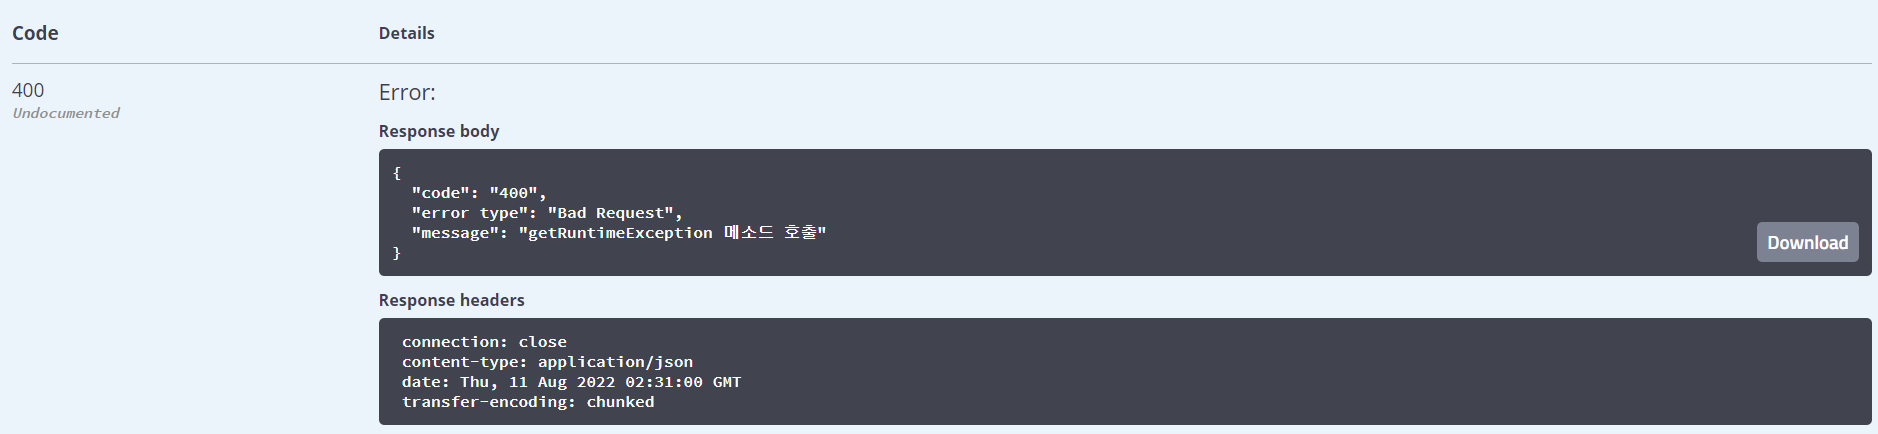 Code
Details
400
Undocumented
Error:
Response body
{
"code": "400",
"error type": "Bad Request",
"message": "getRuntimeException 메소드 호출"
}
Download
Response headers
connection: close
content-type: application/json
date: Thu, 11 Aug 2022 02:31:00 GMT
transfer-encoding: chunked